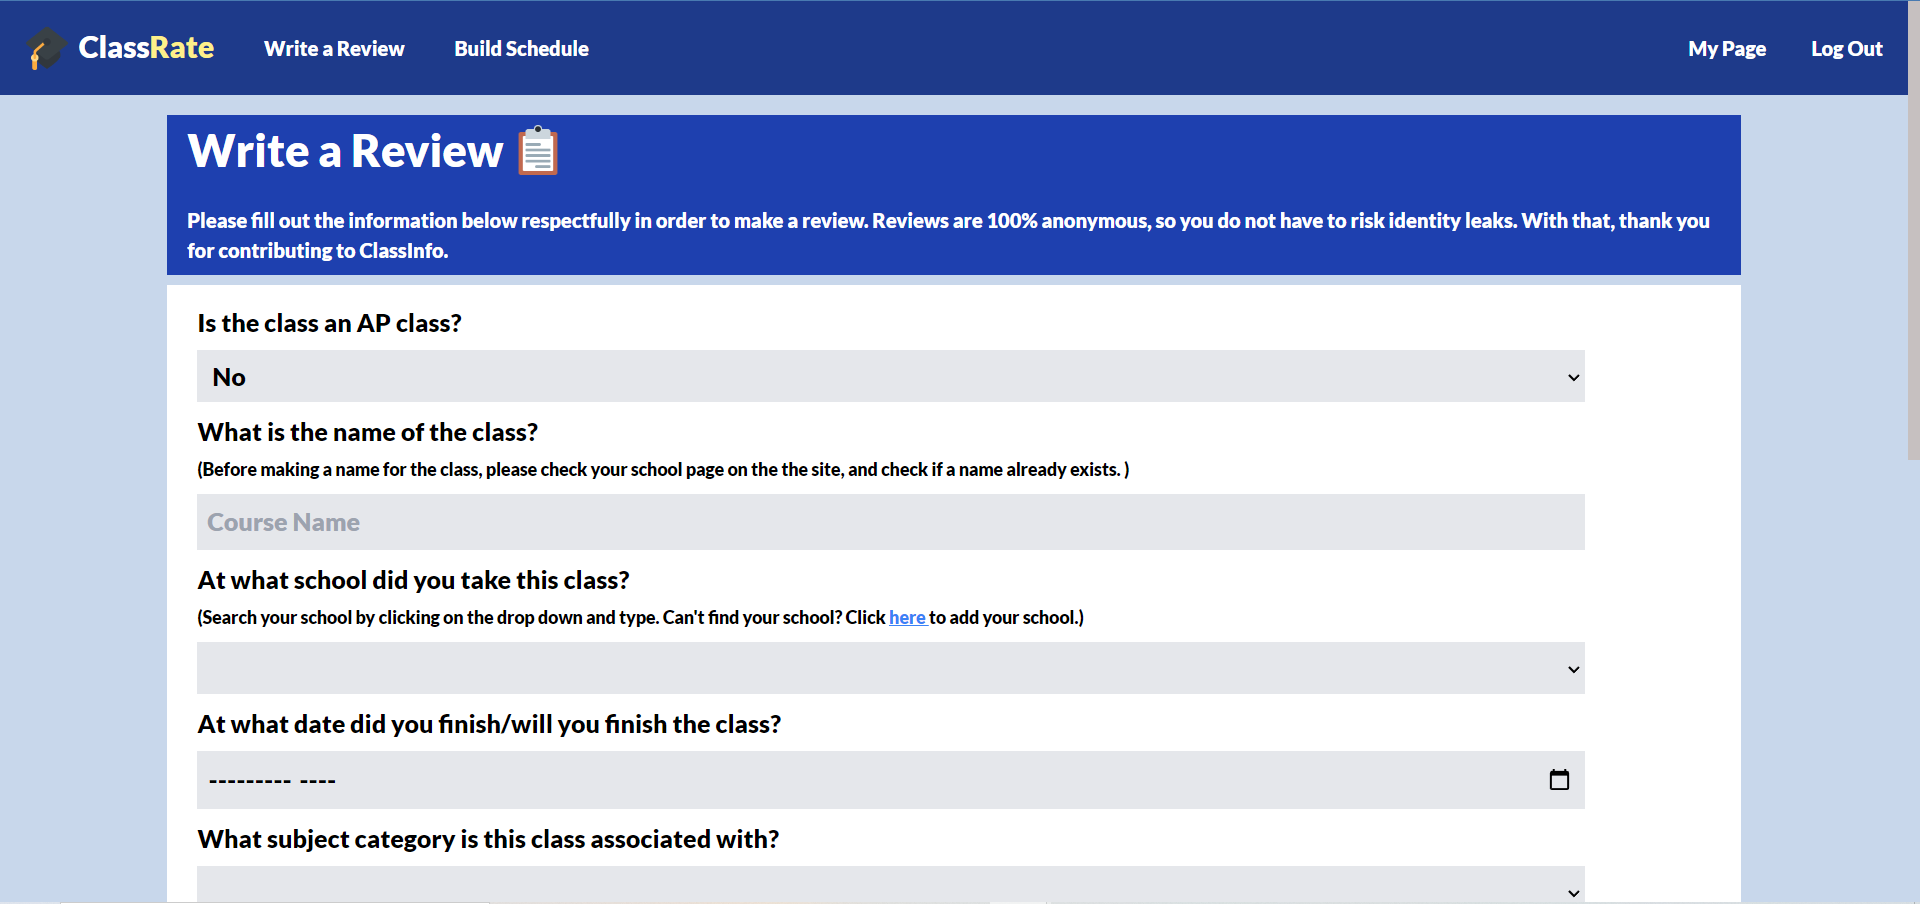 ClassRate
Write a Review
Build Schedule
My Page
Log Out
Write a Review
Please fill out the information below respectfully in order to make a review. Reviews are 100% anonymous, so you do not have to risk identity leaks. With that, thank you
for contributing to ClassInfo.
Is the class an AP class?
No
What is the name of the class?
(Before making a name for the class, please check your school page on the the site, and check if a name already exists. )
Course Name
At what school did you take this class?
(Search your school by clicking on the drop down and type. Can't find your school? Click here to add your school.)
At what date did you finish/will you finish the class?
--------- ----
What subject category is this class associated with?